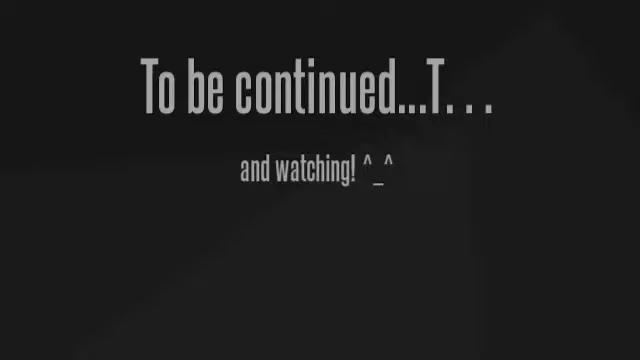 To be continued...T. . .
and watching! ^_^